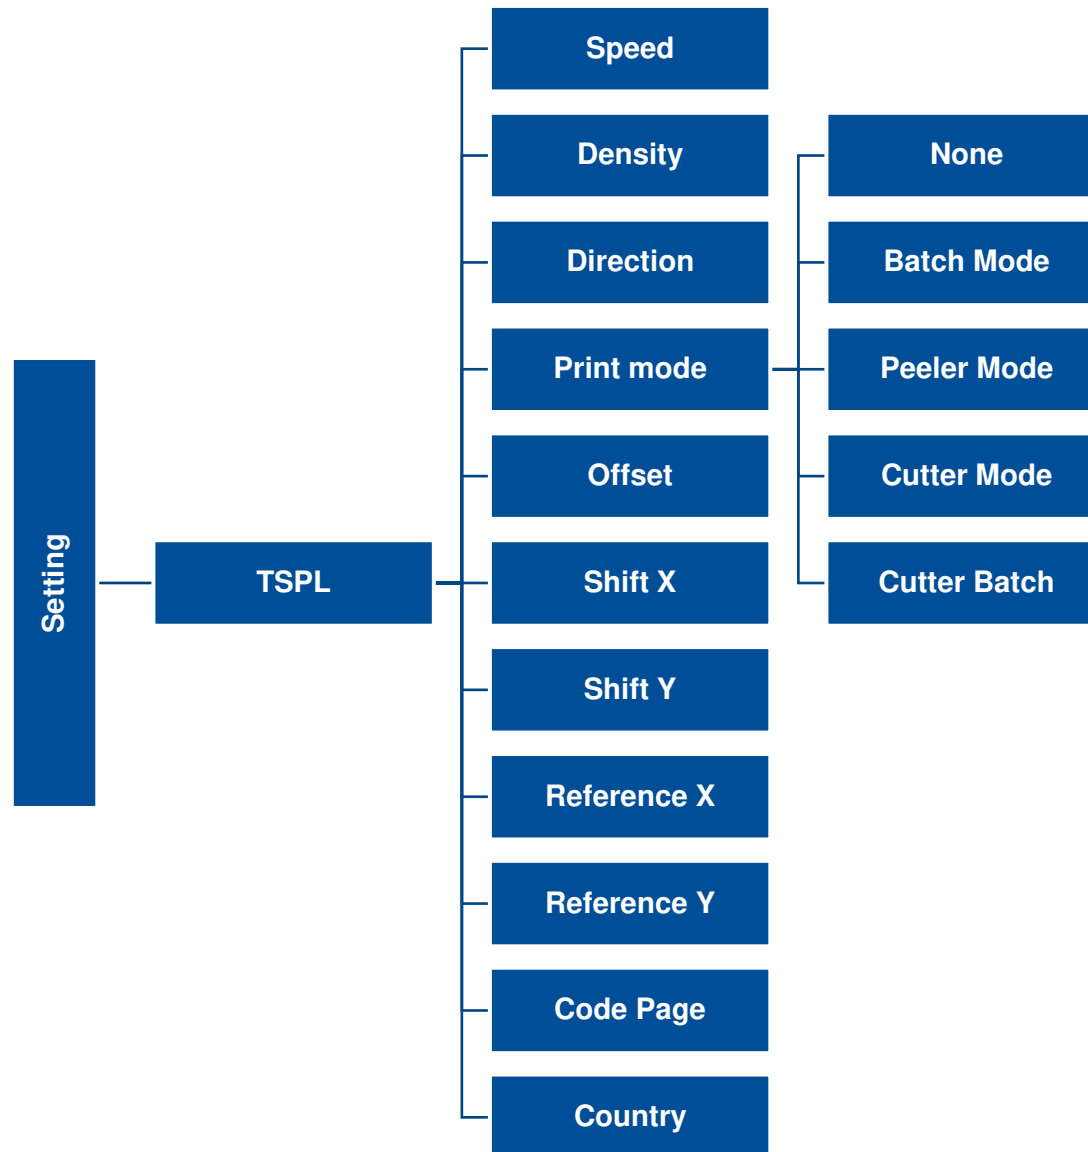 Setting
TSPL
Speed
Density
Direction
Print mode
Offset
Shift X
Shift Y
Reference X
Reference Y
Code Page
Country
None
Batch Mode
Peeler Mode
Cutter Mode
Cutter Batch